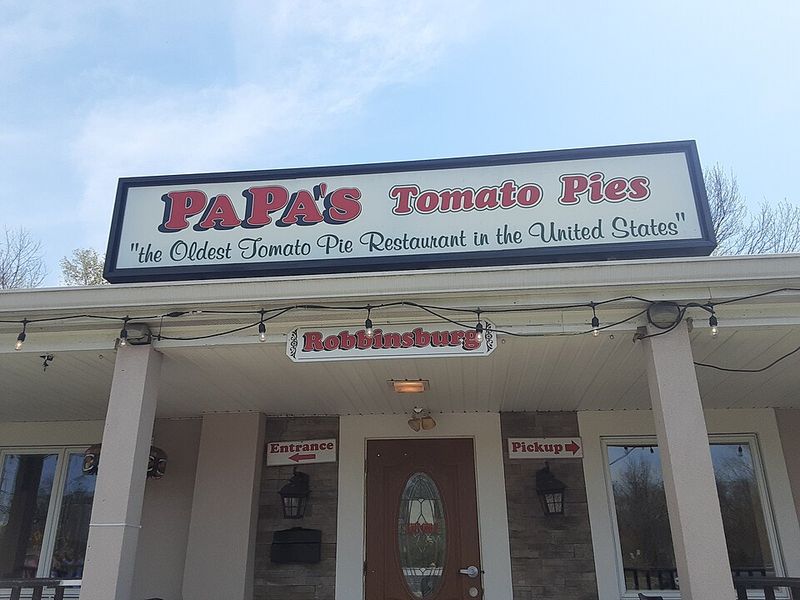 PAPA'S Tomato Pies
"the Oldest Tomato Pie Restaurant in the United States"
Robbinsburg
Entrance
Pickup